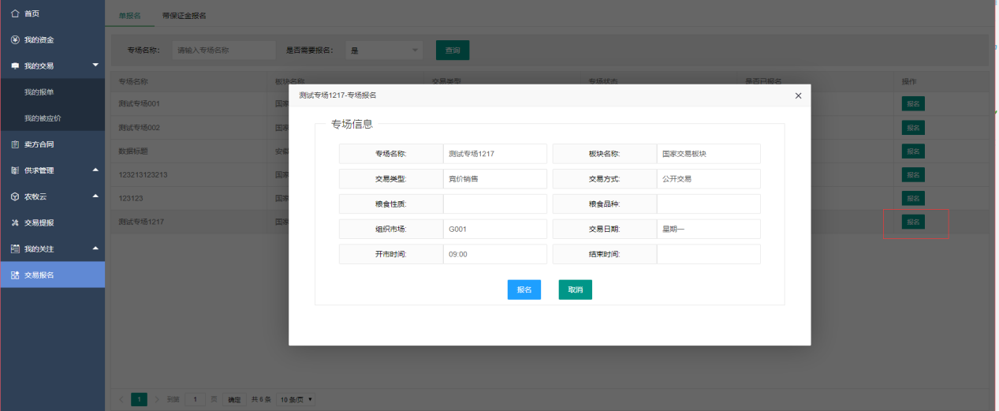 首页
我的资金
我的交易
我的报单
我的被应价
卖方合同
供求管理
农牧云
交易提报
我的关注
交易报名
单报名 带保证金报名
专场名称: 请输入专场名称 是否需要报名: 是 查询
专场名称 板块名称 交易类型 专场状态 是否已报名 操作
测试专场001 国家 报名
测试专场002 国家 报名
数据标题 安徽 报名
123213123213 国家 报名
123123 国家 报名
测试专场1217 国家 报名
测试专场1217-专场报名
专场信息
专场名称: 测试专场1217 板块名称: 国家交易板块
交易类型: 竞价销售 交易方式: 公开交易
粮食性质: 粮食品种:
组织市场: G001 交易日期: 星期一
开市时间: 09:00 结束时间:
报名 取消
1 到第 1 页 确定 共 6 条 10 条/页